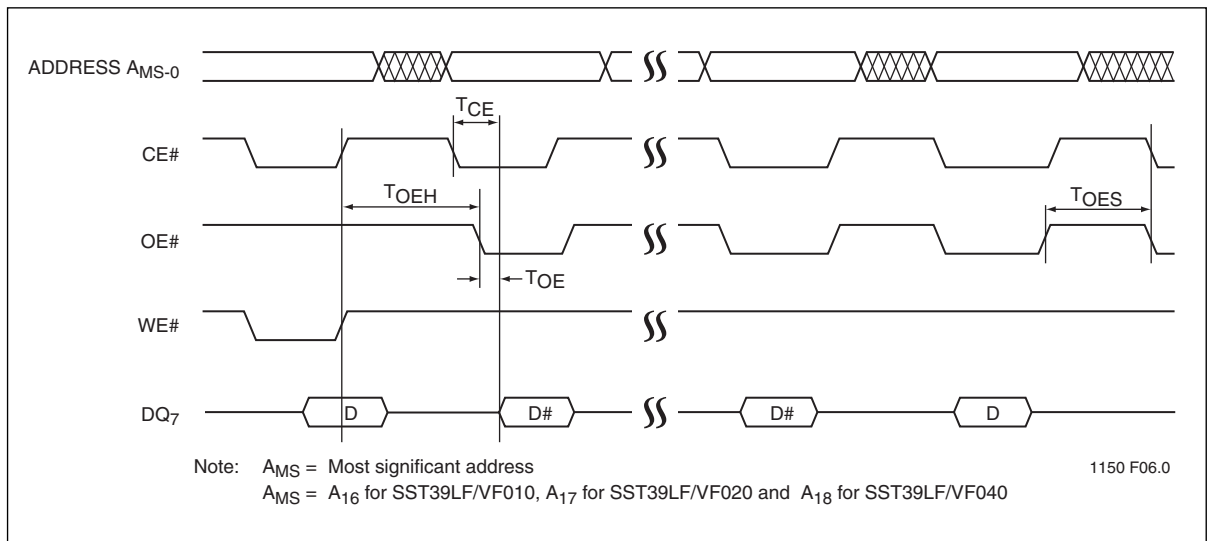 ADDRESS AMS-0
TCE
CE#
TOEH
TOES
OE#
TOE
WE#
DQ7
D
D#
D#
D
Note: AMS = Most significant address
1150 F06.0
AMS = A16 for SST39LF/VF010, A17 for SST39LF/VF020 and A18 for SST39LF/VF040